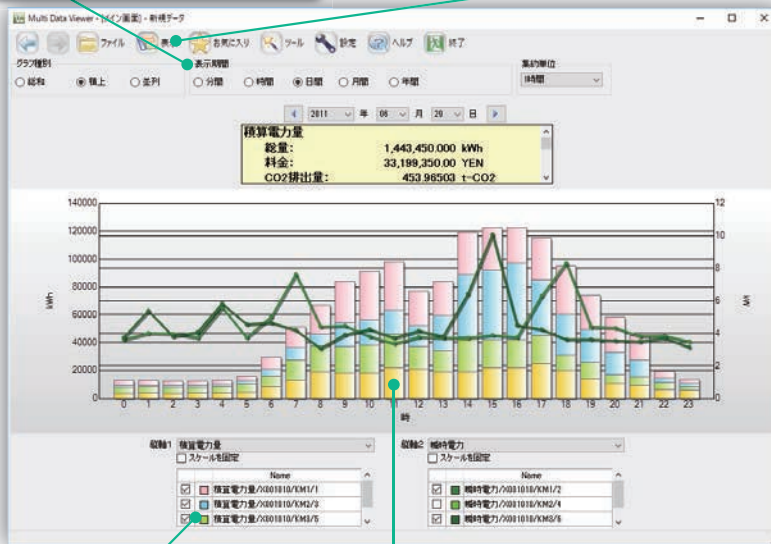 Multi Data Viewer - [メイン画面] - 新規データ
ファイル 表示 お気に入り ツール 設定 ヘルプ 終了
グラフ種別 表示期間 集約単位
総和 積上 並列 分間 時間 日間 月間 年間 1時間
2011 年 06 月 20 日
積算電力量
総量: 1,443,450.000 kWh
料金: 33,199,350.00 YEN
CO2排出量: 453.96503 t-CO2
140000 12
120000 10
100000 8
80000 6
60000 4
40000 2
20000 0
0
kWh kW
0 1 2 3 4 5 6 7 8 9 10 11 12 13 14 15 16 17 18 19 20 21 22 23
時
縦軸1 積算電力量 縦軸2 瞬時電力
スケールを固定 スケールを固定
Name Name
積算電力量/X001010/KM1/1 瞬時電力/X001010/KM1/2
積算電力量/X001010/KM2/3 瞬時電力/X001010/KM2/4
積算電力量/X001010/KM3/5 瞬時電力/X001010/KM3/6